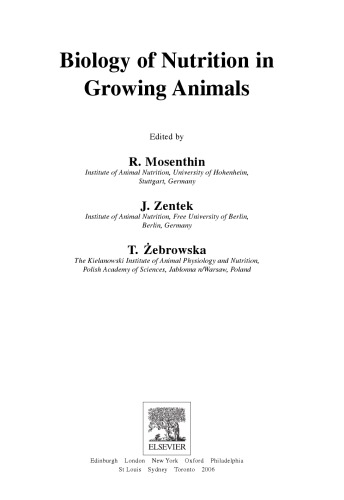 Biology of Nutrition in
Growing Animals
Edited by
R. Mosenthin
Institute of Animal Nutrition, University of Hohenheim,
Stuttgart, Germany
J. Zentek
Institute of Animal Nutrition, Free University of Berlin,
Berlin, Germany
T. Żebrowska
The Kielanowski Institute of Animal Physiology and Nutrition,
Polish Academy of Sciences, Jabłonna n/Warsaw, Poland
ELSEVIER
Edinburgh London New York Oxford Philadelphia
St Louis Sydney Toronto 2006